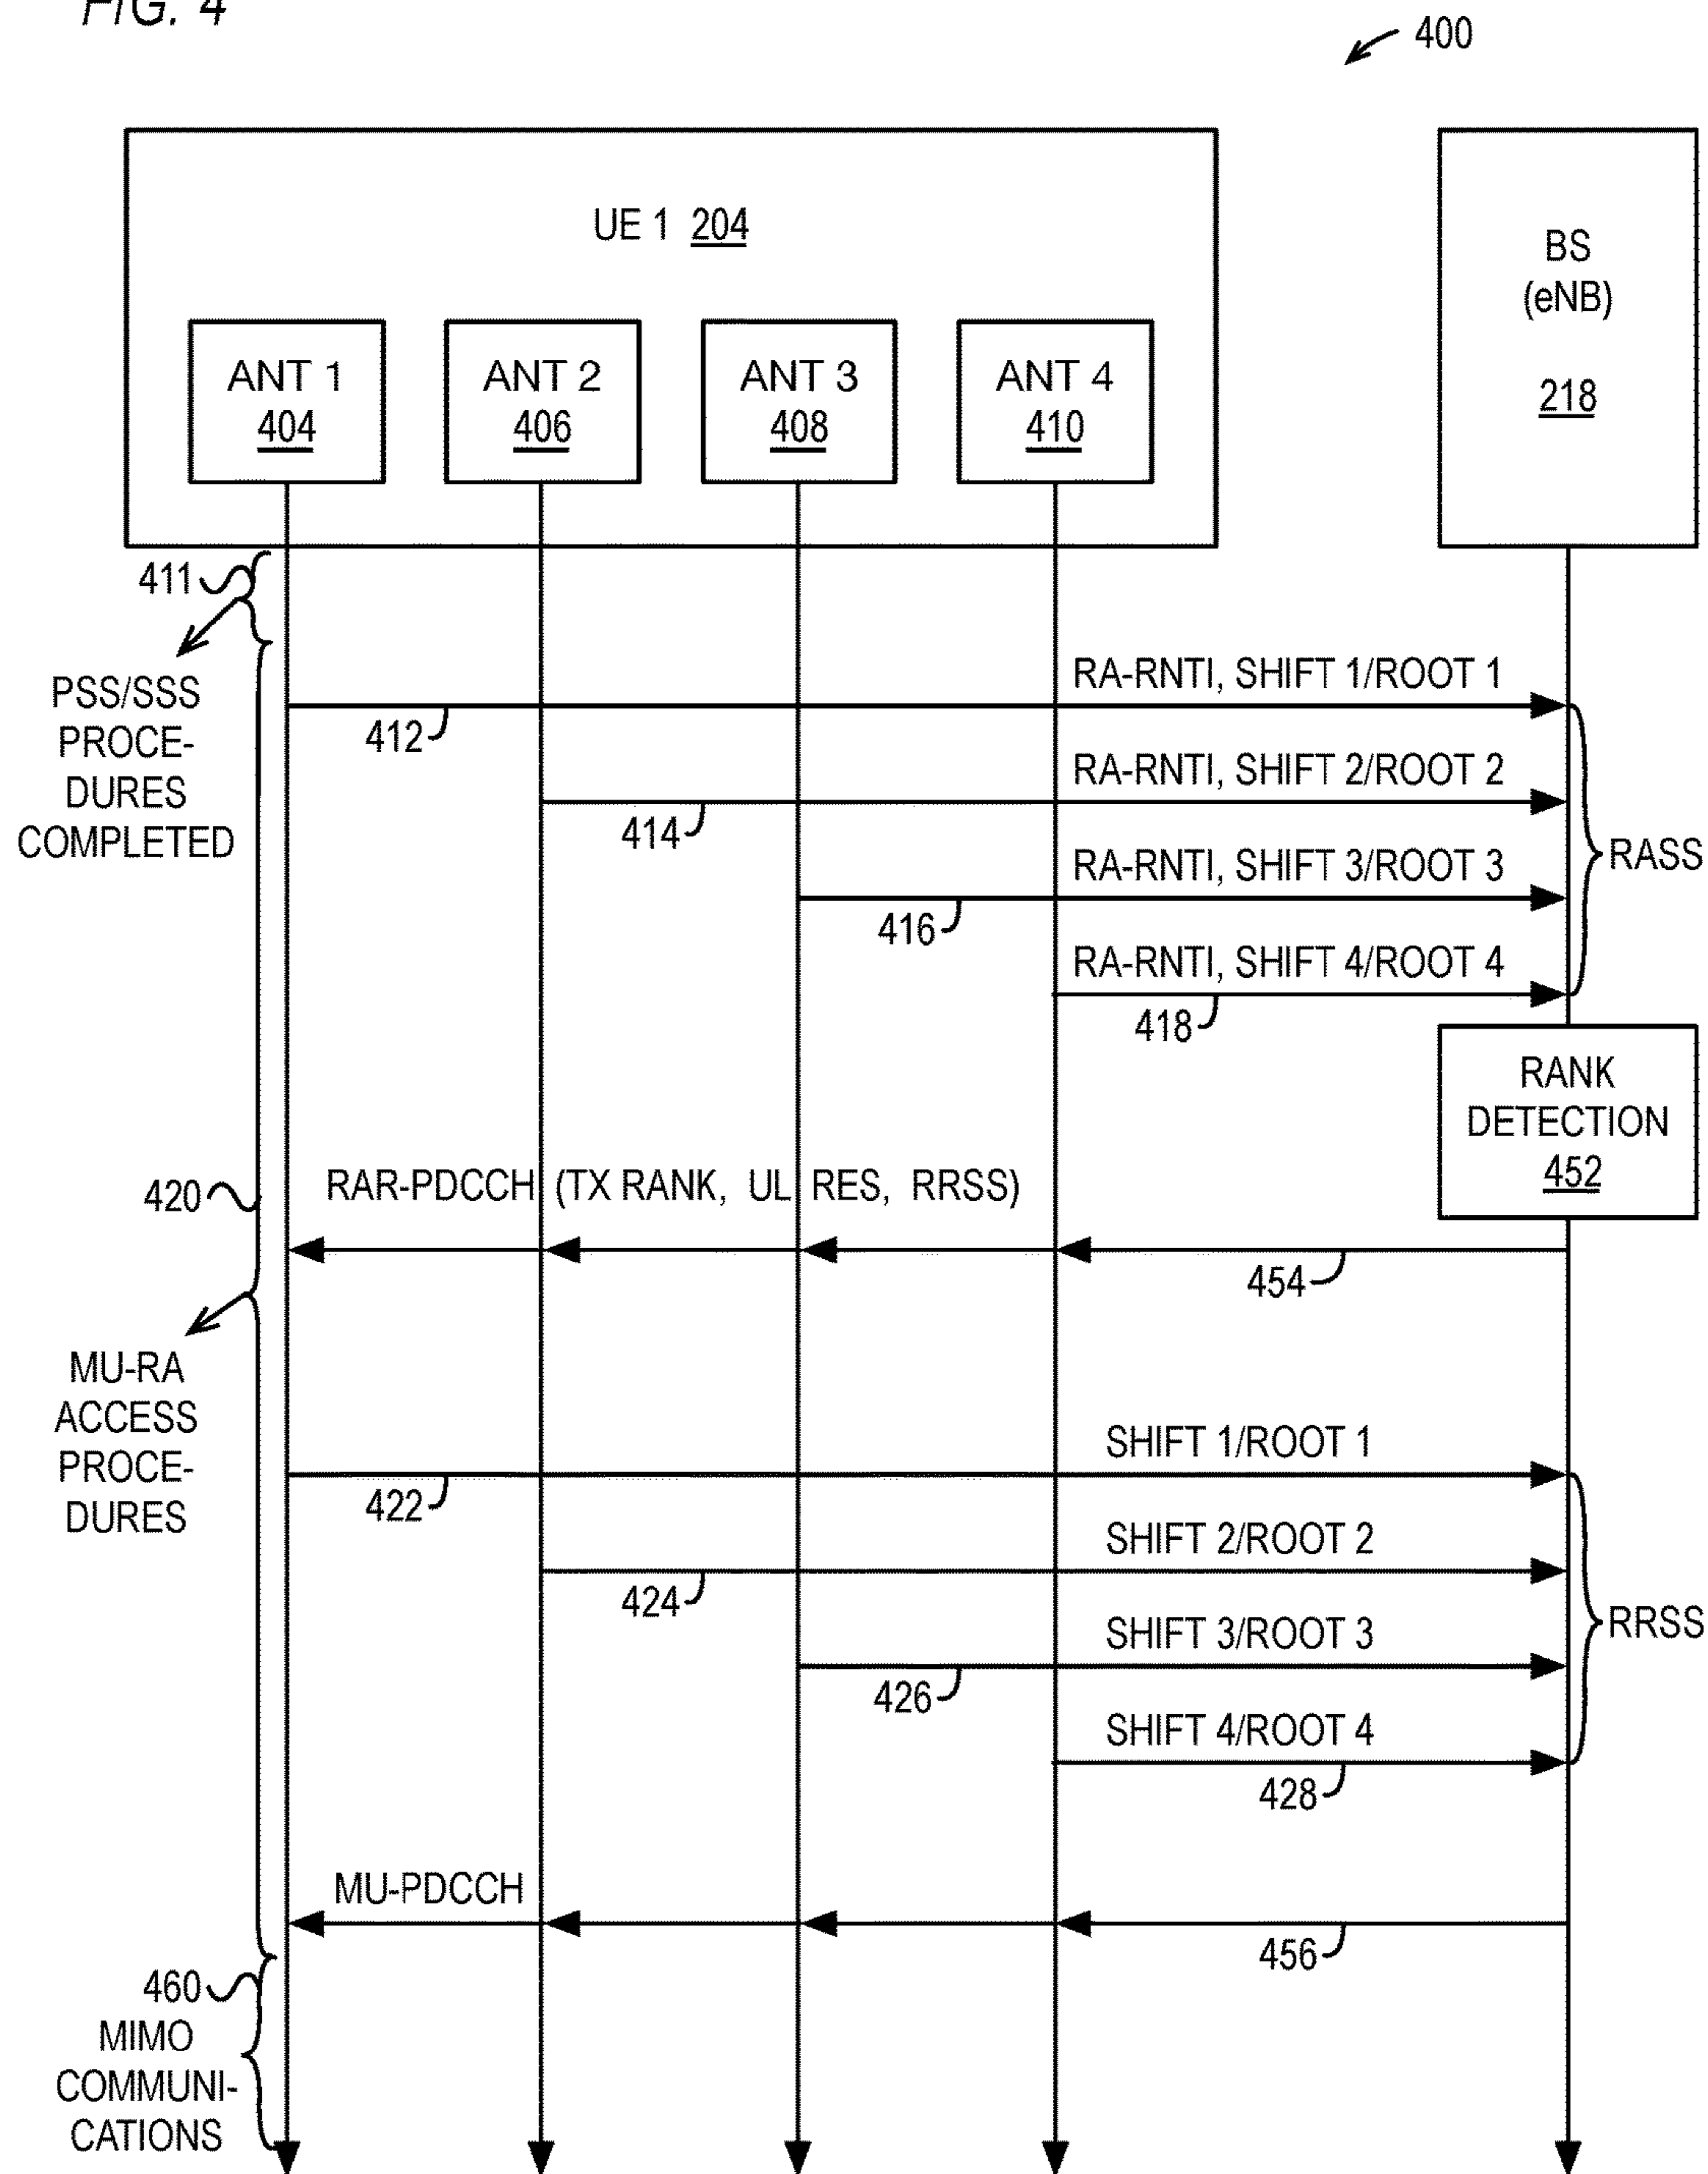 FIG. 4
400
UE 1 204
BS
(eNB)
218
ANT 1
404
ANT 2
406
ANT 3
408
ANT 4
410
411
PSS/SSS
PROCE-
DURES
COMPLETED
RA-RNTI, SHIFT 1/ROOT 1
412
RA-RNTI, SHIFT 2/ROOT 2
414
RASS
RA-RNTI, SHIFT 3/ROOT 3
416
RA-RNTI, SHIFT 4/ROOT 4
418
RANK
DETECTION
452
420
RAR-PDCCH (TX RANK, UL RES, RRSS)
454
MU-RA
ACCESS
PROCE-
DURES
SHIFT 1/ROOT 1
422
SHIFT 2/ROOT 2
424
RRSS
SHIFT 3/ROOT 3
426
SHIFT 4/ROOT 4
428
MU-PDCCH
456
460
MIMO
COMMUNI-
CATIONS